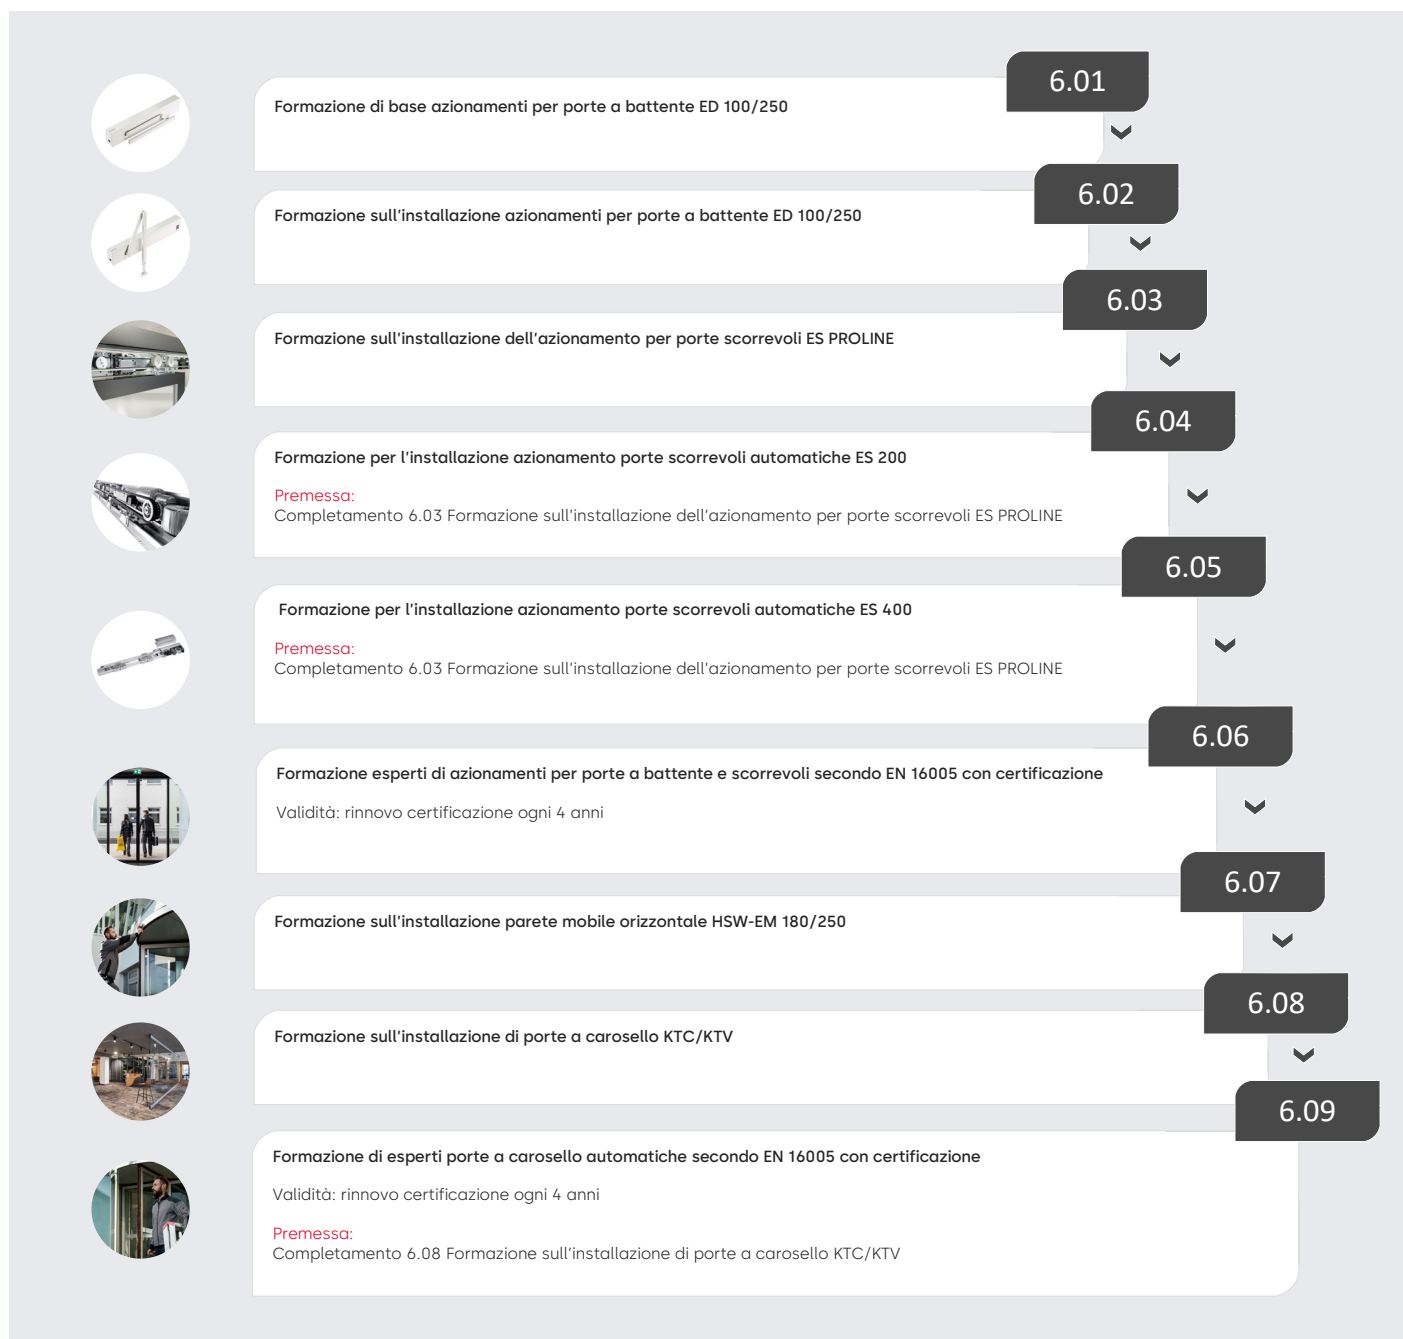 6.01
Formazione di base azionamenti per porte a battente ED 100/250
6.02
Formazione sull'installazione azionamenti per porte a battente ED 100/250
6.03
Formazione sull'installazione dell'azionamento per porte scorrevoli ES PROLINE
6.04
Formazione per l'installazione azionamento porte scorrevoli automatiche ES 200
Premessa:
Completamento 6.03 Formazione sull'installazione dell'azionamento per porte scorrevoli ES PROLINE
6.05
Formazione per l'installazione azionamento porte scorrevoli automatiche ES 400
Premessa:
Completamento 6.03 Formazione sull'installazione dell'azionamento per porte scorrevoli ES PROLINE
6.06
Formazione esperti di azionamenti per porte a battente e scorrevoli secondo EN 16005 con certificazione
Validità: rinnovo certificazione ogni 4 anni
6.07
Formazione sull'installazione parete mobile orizzontale HSW-EM 180/250
6.08
Formazione sull'installazione di porte a carosello KTC/KTV
6.09
Formazione di esperti porte a carosello automatiche secondo EN 16005 con certificazione
Validità: rinnovo certificazione ogni 4 anni
Premessa:
Completamento 6.08 Formazione sull'installazione di porte a carosello KTC/KTV